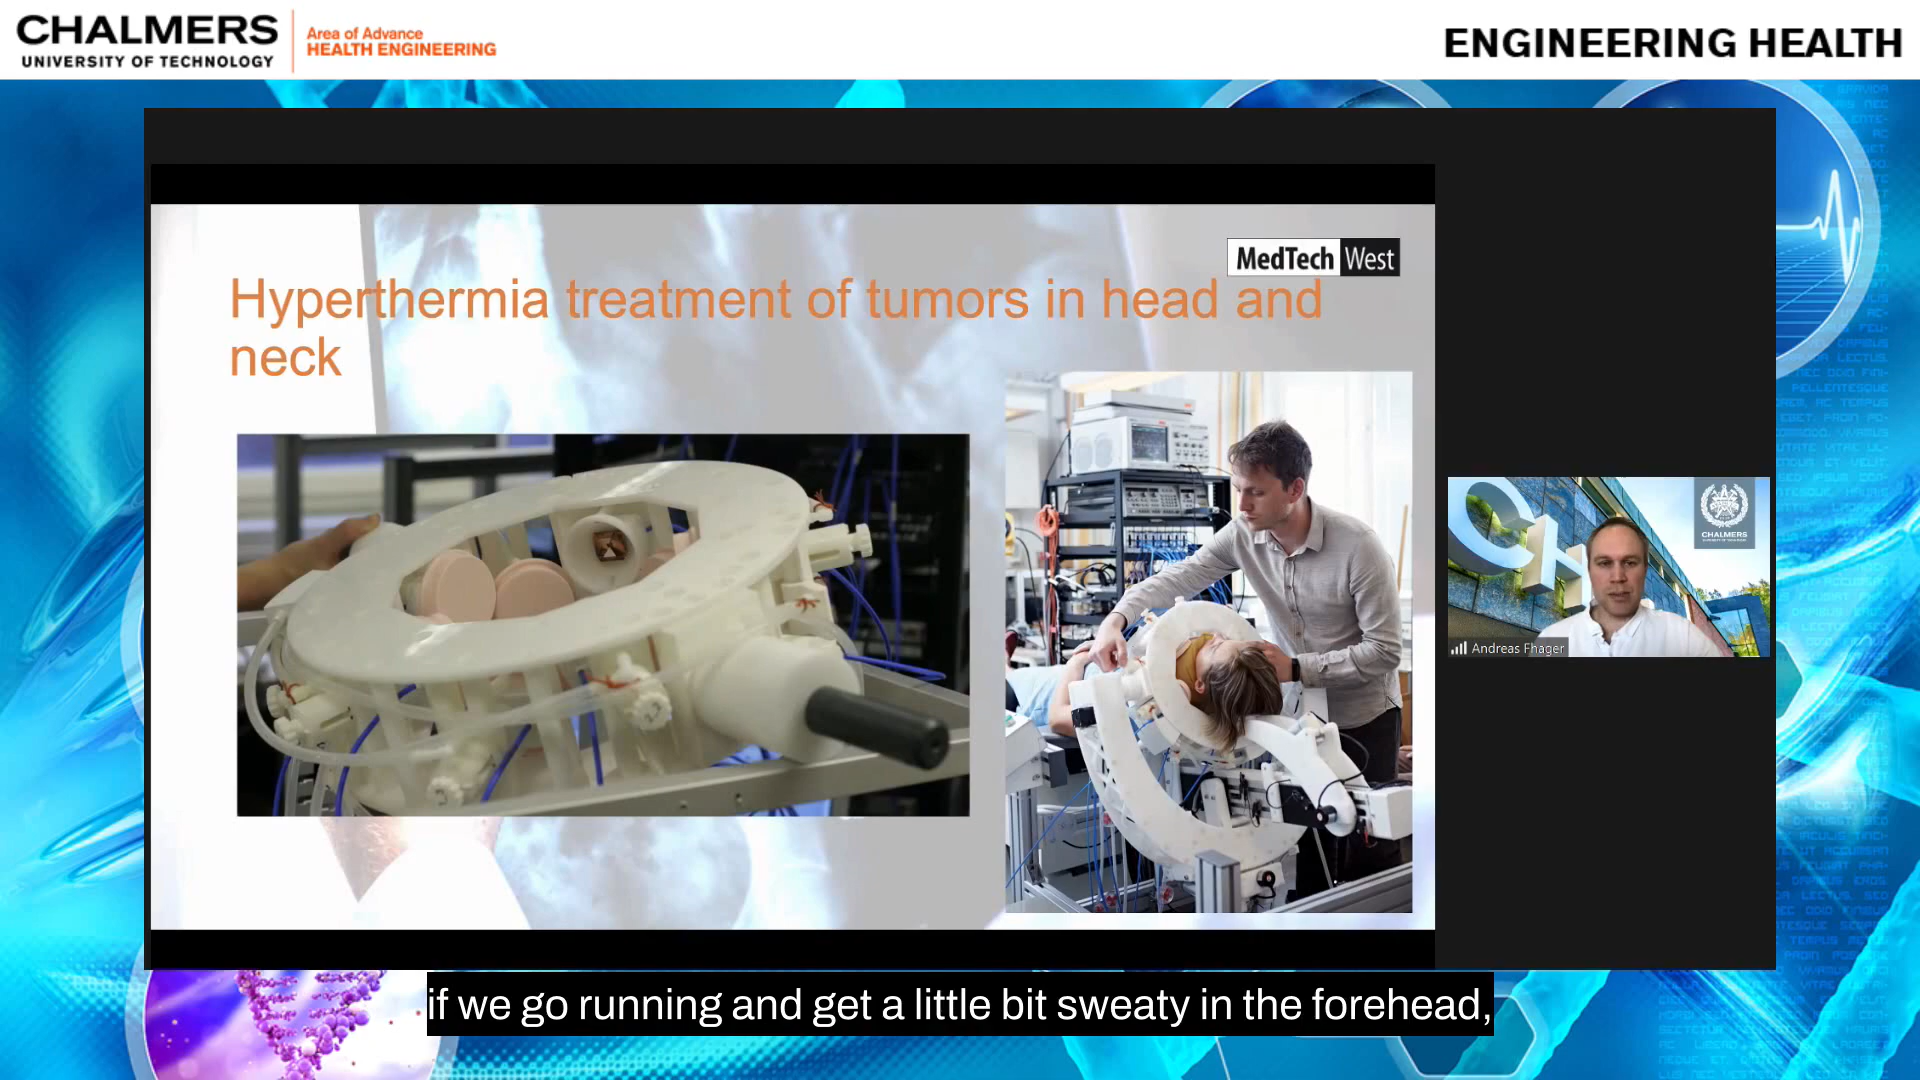 CHALMERS
UNIVERSITY OF TECHNOLOGY
Area of Advance
HEALTH ENGINEERING
ENGINEERING HEALTH
MedTech West
Hyperthermia treatment of tumors in head and
neck
CH
CHALMERS
Andreas Fhager
if we go running and get a little bit sweaty in the forehead,